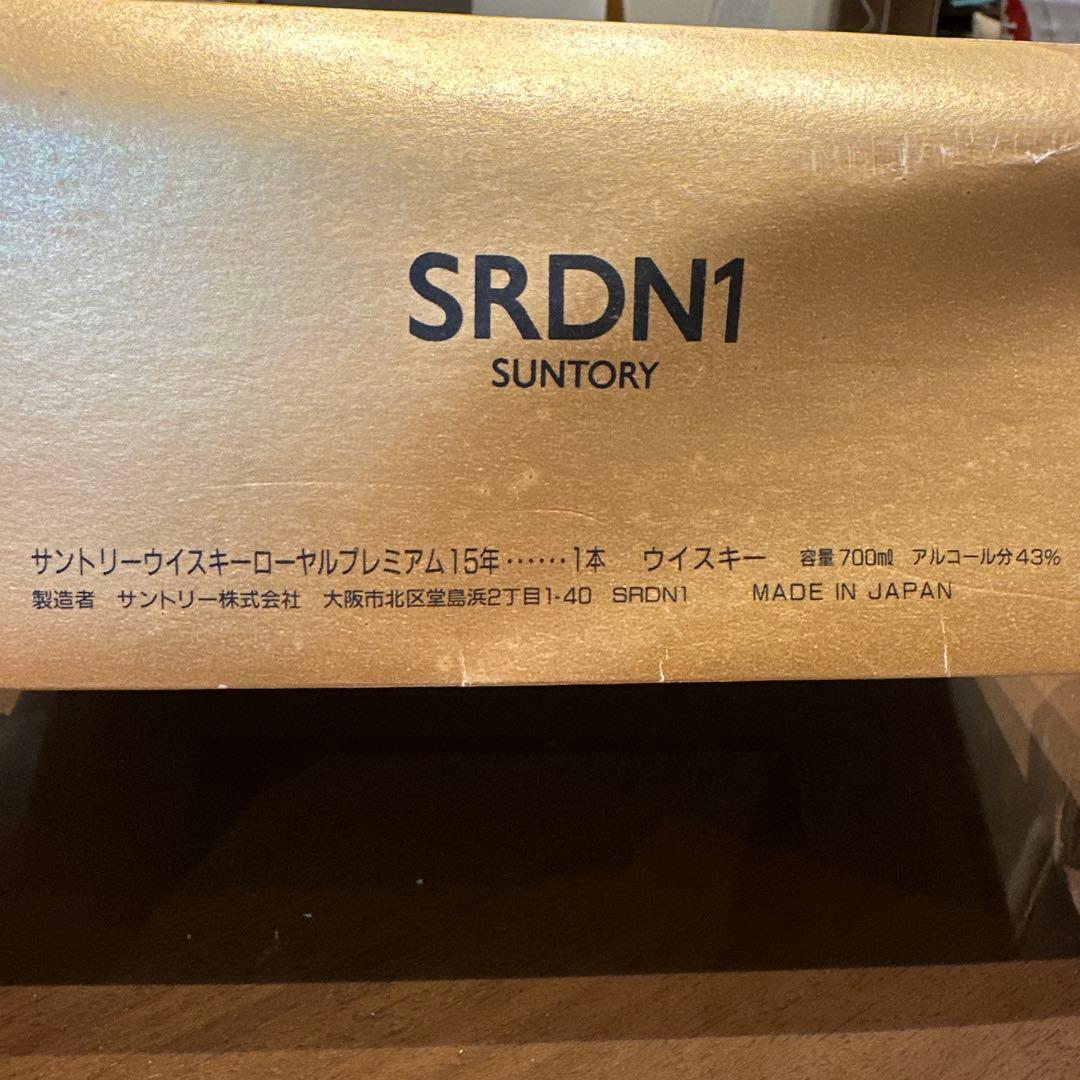 SRDN1
SUNTORY
サントリーウイスキーローヤルプレミアム15年……1本 ウイスキー 容量700㎖ アルコール分43%
製造者 サントリー株式会社 大阪市北区堂島浜2丁目1-40 SRDN1 MADE IN JAPAN